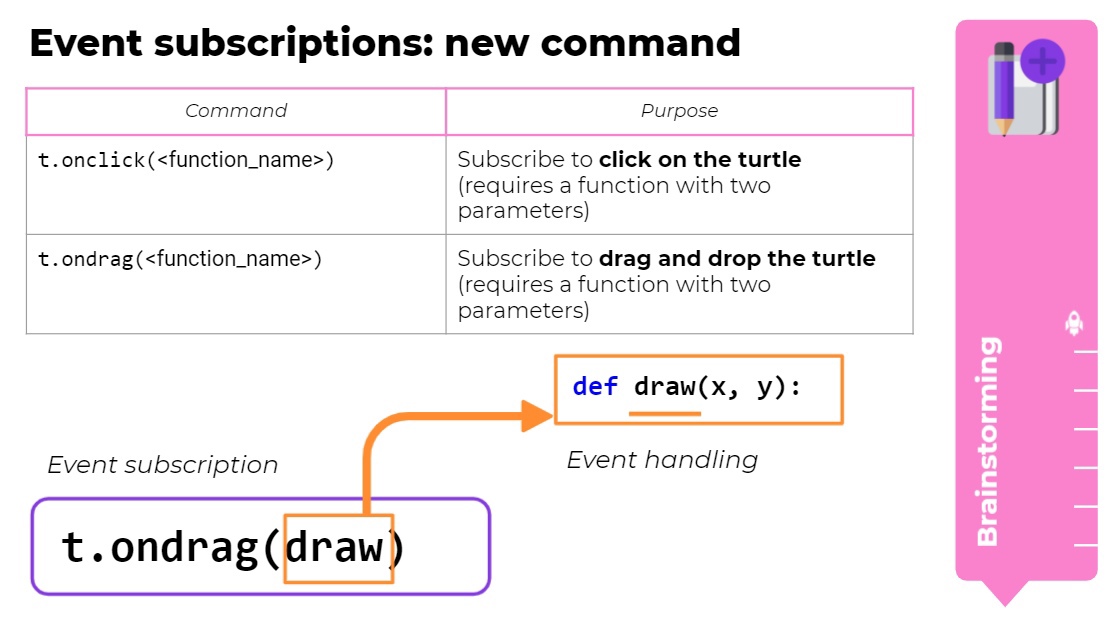 Event subscriptions: new command
Command
Purpose
t.onclick(<function_name>)
Subscribe to click on the turtle
(requires a function with two
parameters)
t.ondrag(<function_name>)
Subscribe to drag and drop the turtle
(requires a function with two
parameters)
def draw(x, y):
Event subscription
Event handling
t.ondrag(draw)
Brainstorming